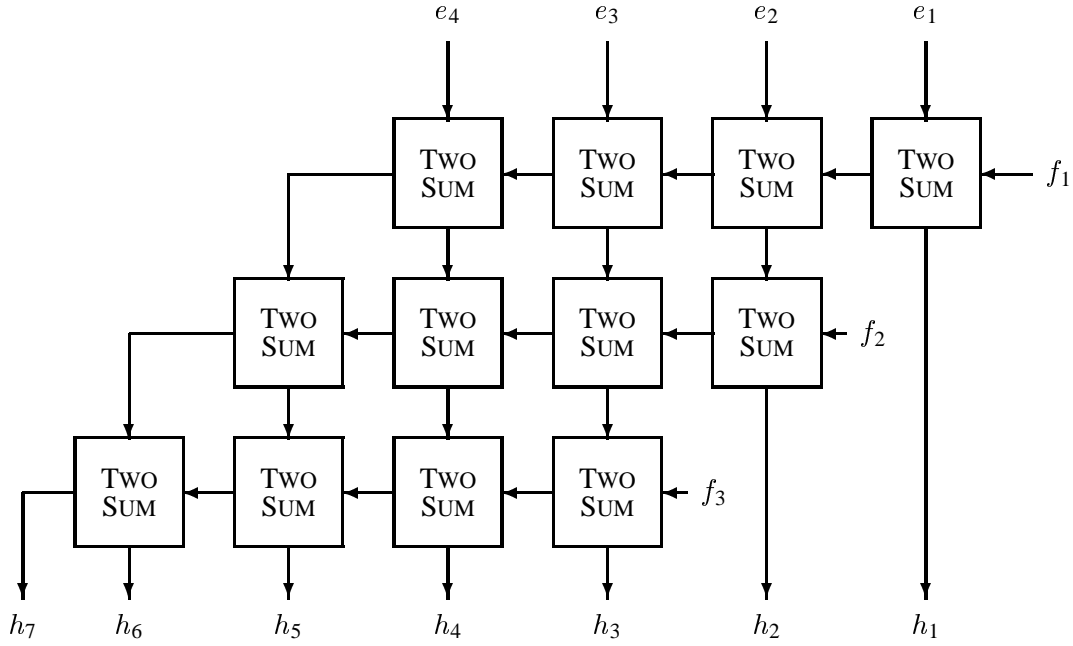 e₄ e₃ e₂ e₁
TWO SUM TWO SUM TWO SUM TWO SUM f₁
TWO SUM TWO SUM TWO SUM TWO SUM f₂
TWO SUM TWO SUM TWO SUM TWO SUM f₃
h₇ h₆ h₅ h₄ h₃ h₂ h₁